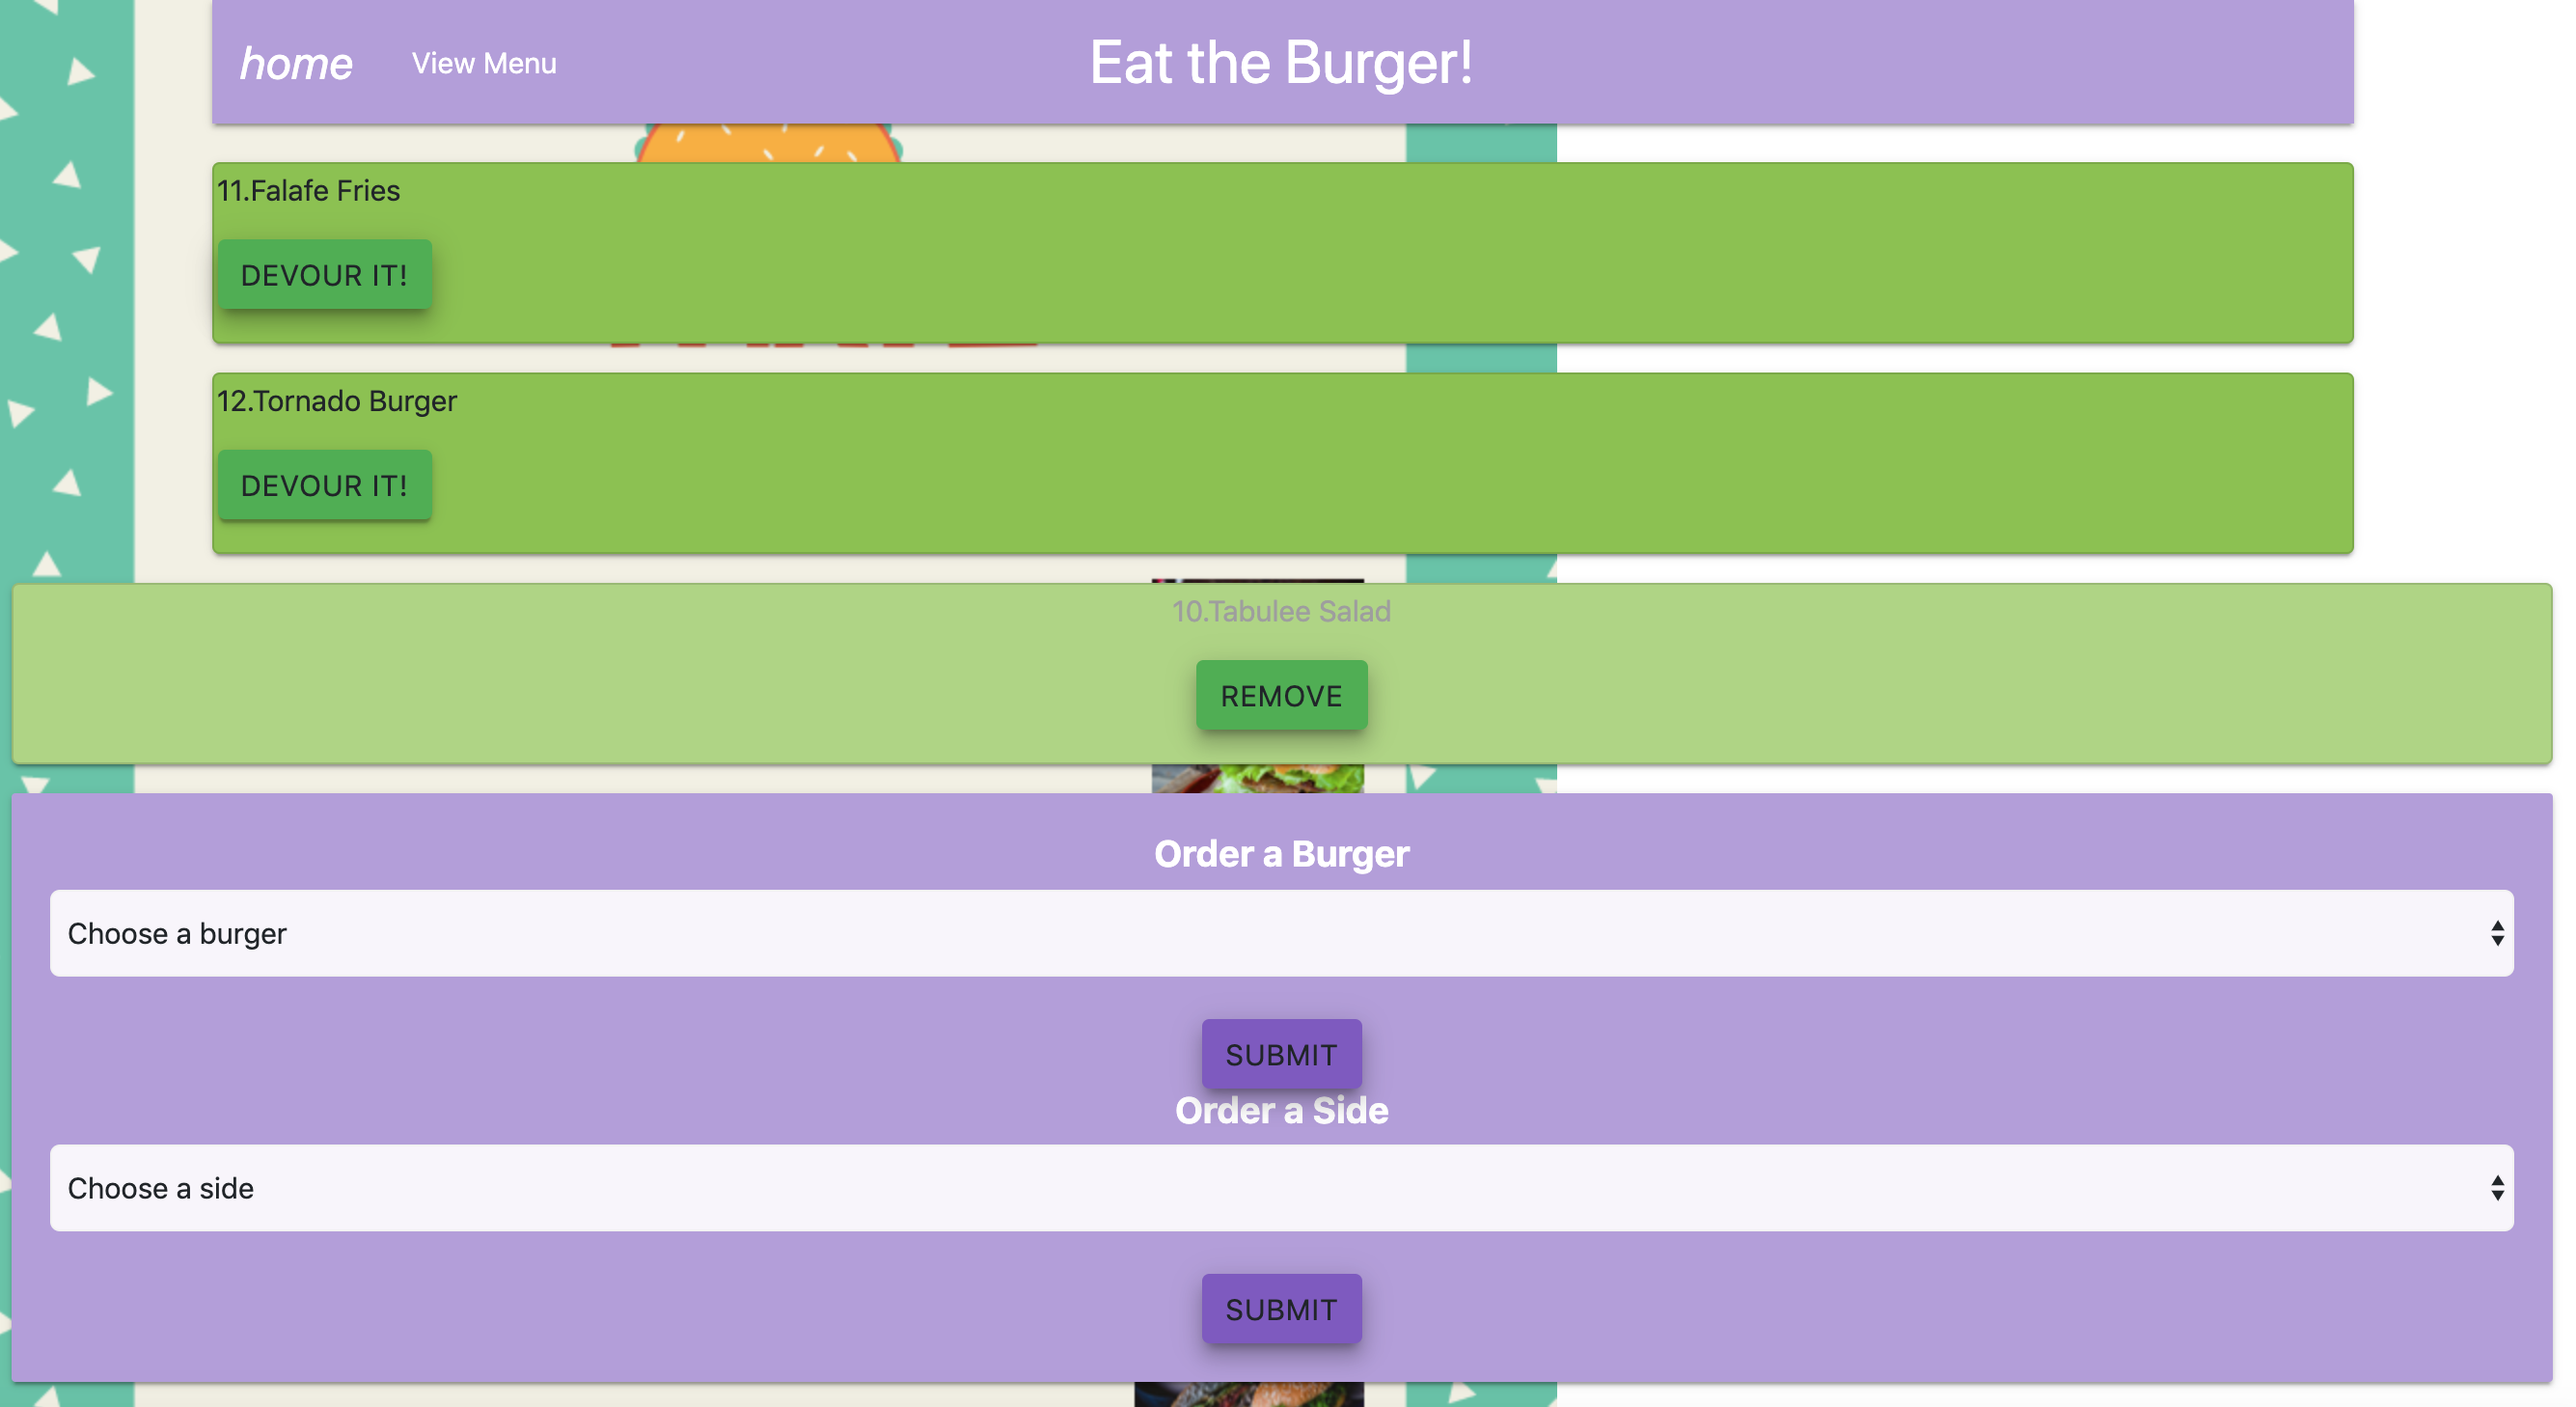 home View Menu Eat the Burger!
11.Falafe Fries
DEVOUR IT!
12.Tornado Burger
DEVOUR IT!
10.Tabulee Salad
REMOVE
Order a Burger
Choose a burger
SUBMIT
Order a Side
Choose a side
SUBMIT